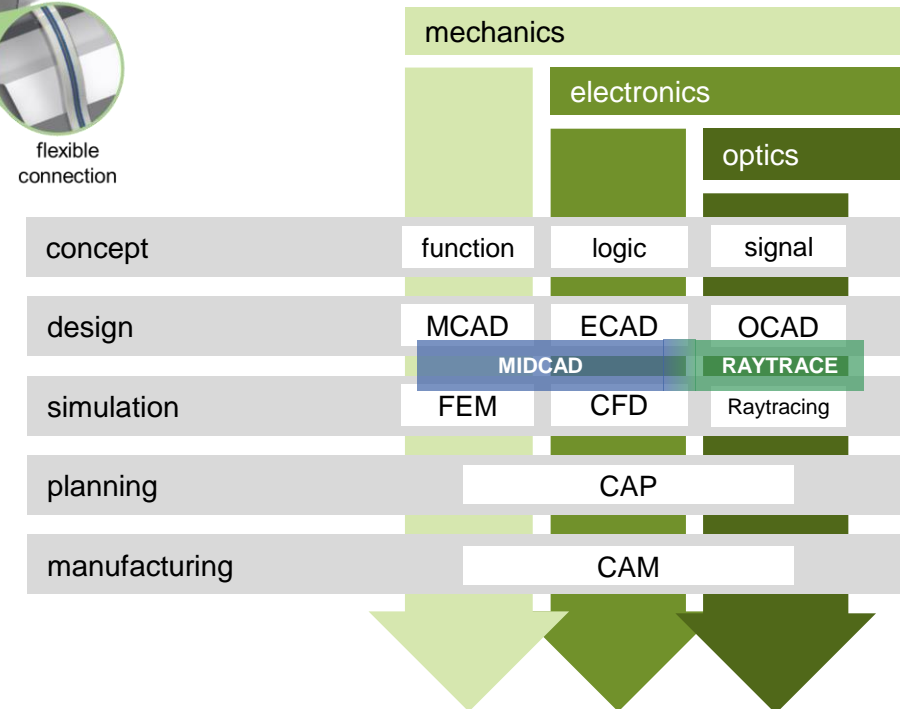 mechanics
electronics
flexible
connection
optics
concept function logic signal
design MCAD ECAD OCAD
MIDCAD RAYTRACE
simulation FEM CFD Raytracing
planning CAP
manufacturing CAM